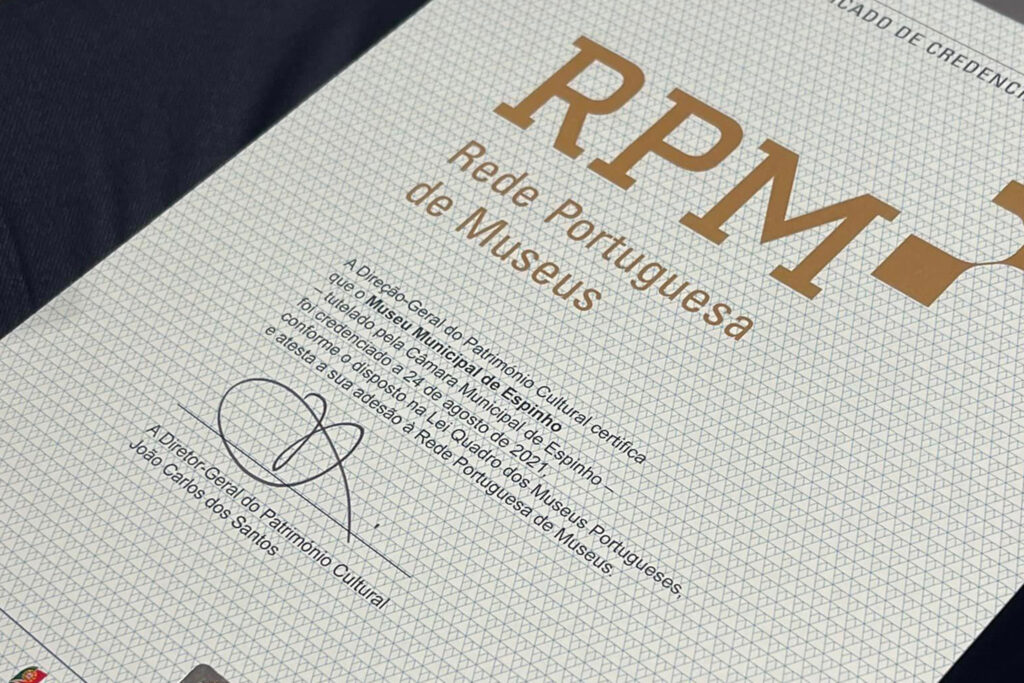 DE CREDENCI
RPM
Rede Portuguesa
de Museus
A Direção-Geral do Património Cultural certifica
que o Museu Municipal de Espinho
– tutelado pela Câmara Municipal de Espinho –
foi credenciado a 24 de agosto de 2021,
conforme o disposto na Lei Quadro dos Museus Portugueses,
e atesta a sua adesão à Rede Portuguesa de Museus.
A Diretor-Geral do Património Cultural
João Carlos dos Santos